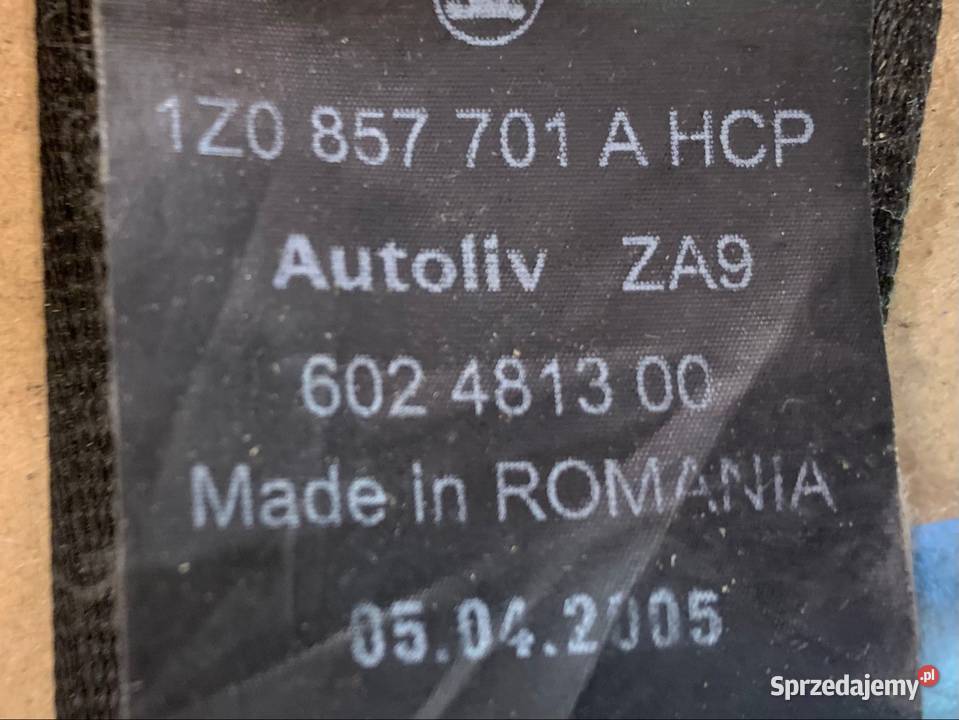 1Z0 857 701 A HCP
Autoliv ZA9
602 4813 00
Made in ROMANIA
05.04.2005
Sprzedajemy.pl